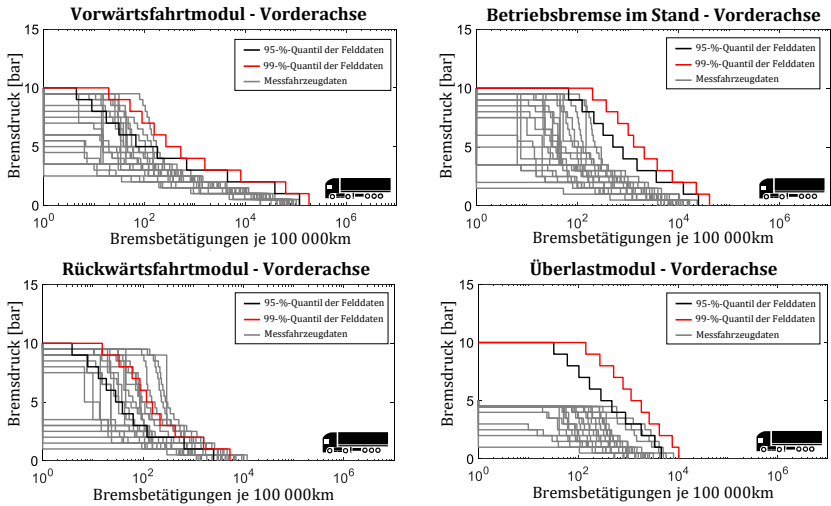 Vorwärtsfahrtmodul - Vorderachse
15
10
5
0
Bremsdruck [bar]
95-%-Quantil der Felddaten
99-%-Quantil der Felddaten
Messfahrzeugdaten
10^0
10^2
10^4
10^6
Bremsbetätigungen je 100 000km
Betriebsbremse im Stand - Vorderachse
15
10
5
0
Bremsdruck [bar]
95-%-Quantil der Felddaten
99-%-Quantil der Felddaten
Messfahrzeugdaten
10^0
10^2
10^4
10^6
Bremsbetätigungen je 100 000km
Rückwärtsfahrtmodul - Vorderachse
15
10
5
0
Bremsdruck [bar]
95-%-Quantil der Felddaten
99-%-Quantil der Felddaten
Messfahrzeugdaten
10^0
10^2
10^4
10^6
Bremsbetätigungen je 100 000km
Überlastmodul - Vorderachse
15
10
5
0
Bremsdruck [bar]
95-%-Quantil der Felddaten
99-%-Quantil der Felddaten
Messfahrzeugdaten
10^0
10^2
10^4
10^6
Bremsbetätigungen je 100 000km